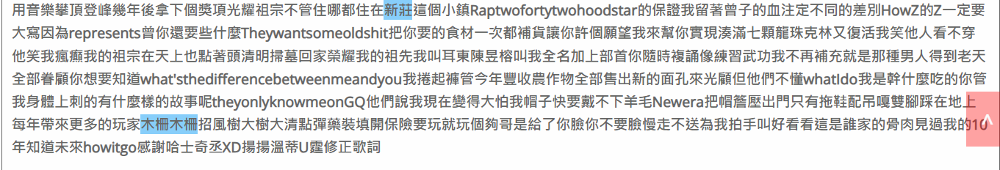 用音樂攀頂登峰幾年後拿下個獎項光耀祖宗不管住哪都住在新莊這個小鎮Raptwofortytwohoodstar的保證我留著曾子的血注定不同的差別HowZ的Z一定要
大寫因為represents曾你還要些什麼Theywantsomeoldshit把你要的食材一次都補貨讓你許個願望我來幫你實現湊滿七顆龍珠克林又復活我笑他人看不穿
他笑我瘋癲我的祖宗在天上也點著頭清明掃墓回家榮耀我的祖先我叫耳東陳昱榕叫我全名加上部首你隨時複誦像練習武功我不再補充就是那種男人得到老天
全部眷顧你想要知道what'sthedifferencebetweenmeandyou我捲起褲管今年豐收農作物全部售出新的面孔來光顧但他們不懂whatIdo我是幹什麼吃的你管
我身體上刺的有什麼樣的故事呢theyonlyknowmeonGQ他們說我現在變得大怕我帽子快要戴不下羊毛Newera把帽簷壓出門只有拖鞋配吊嘎雙腳踩在地上
每年帶來更多的玩家木柵木柵招風樹大樹大清點彈藥裝填開保險要玩就玩個夠哥是給了你臉你不要臉慢走不送為我拍手叫好看看這是誰家的骨肉見過我的10
年知道未來howitgo感謝哈士奇丞XD揚揚溫蒂U霆修正歌詞